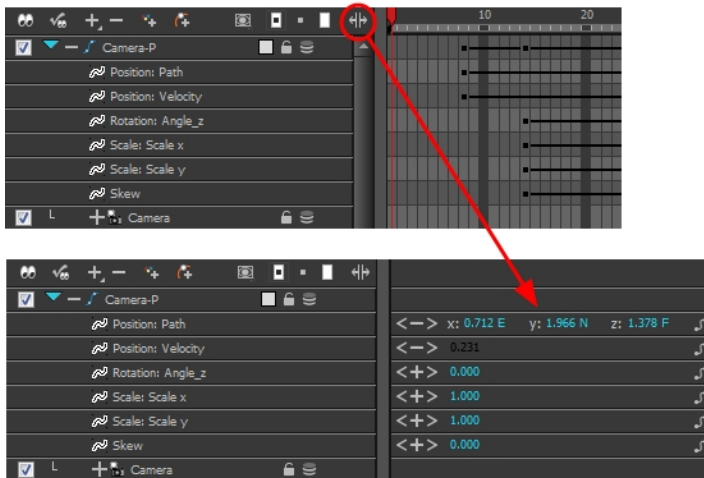 10 20
Camera-P
Position: Path
Position: Velocity
Rotation: Angle_z
Scale: Scale x
Scale: Scale y
Skew
Camera
Camera-P
Position: Path x: 0.712 E y: 1.966 N z: 1.378 F
Position: Velocity 0.231
Rotation: Angle_z 0.000
Scale: Scale x 1.000
Scale: Scale y 1.000
Skew 0.000
Camera